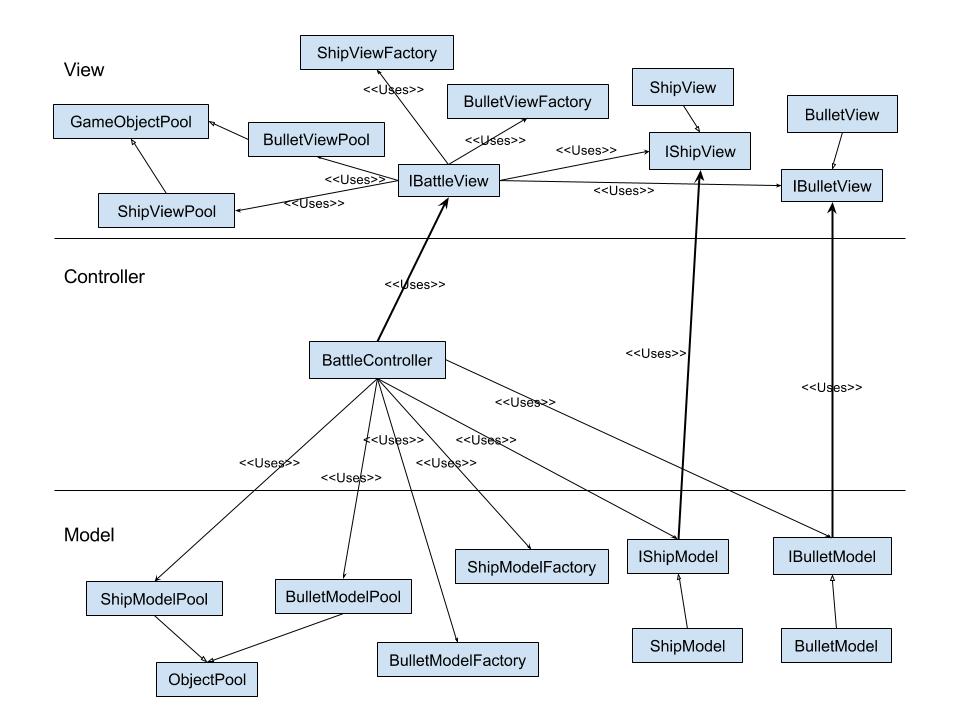 ShipViewFactory
View
ShipView
<<Uses>>
BulletViewFactory
BulletView
GameObjectPool
BulletViewPool
<<Uses>>
<<Uses>>
IShipView
<<Uses>>
IBattleView
<<Uses>>
IBulletView
<<Uses>>
ShipViewPool
Controller
<<Uses>>
<<Uses>>
BattleController
<<Uses>>
<<Uses>>
<<Uses>>
<<Uses>>
<<Uses>>
<<Uses>>
<<Uses>>
Model
IShipModel
IBulletModel
ShipModelFactory
ShipModelPool
BulletModelPool
ShipModel
BulletModel
BulletModelFactory
ObjectPool